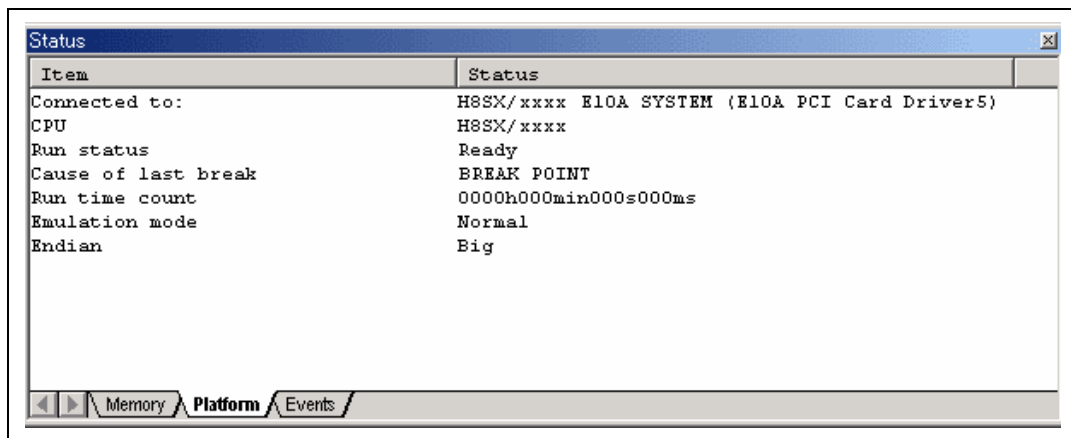 Status
Item Status
Connected to: H8SX/xxxx E10A SYSTEM (E10A PCI Card Driver5)
CPU H8SX/xxxx
Run status Ready
Cause of last break BREAK POINT
Run time count 0000h000min000s000ms
Emulation mode Normal
Endian Big
Memory Platform Events